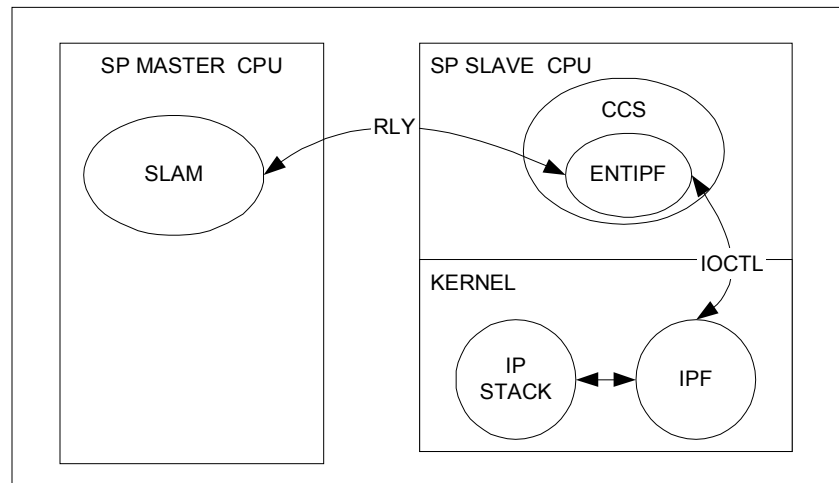 SP MASTER CPU
SP SLAVE CPU
CCS
RLY
SLAM
ENTIPF
IOCTL
KERNEL
IP
STACK
IPF